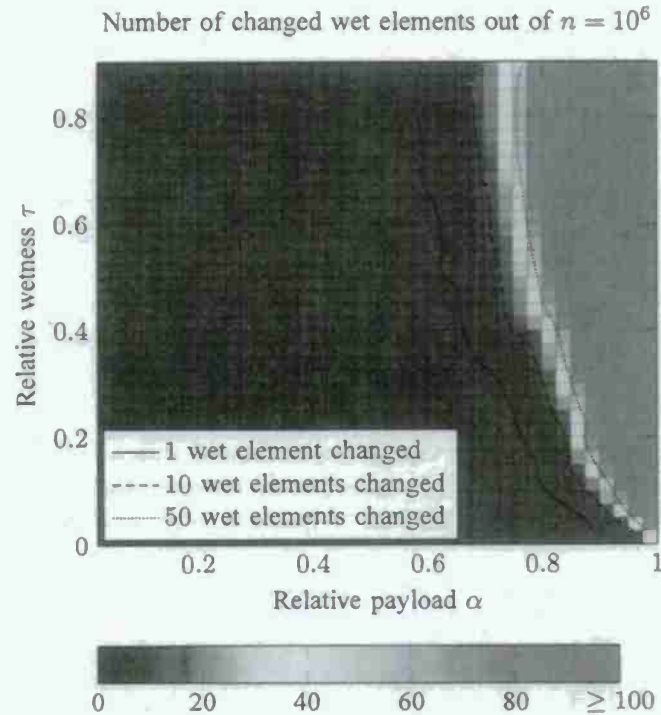 Number of changed wet elements out of n = 10⁶
0.8
0.6
Relative wetness τ
0.4
0.2
1 wet element changed
10 wet elements changed
50 wet elements changed
0
0.2 0.4 0.6 0.8 1
Relative payload α
0 20 40 60 80 ≥ 100